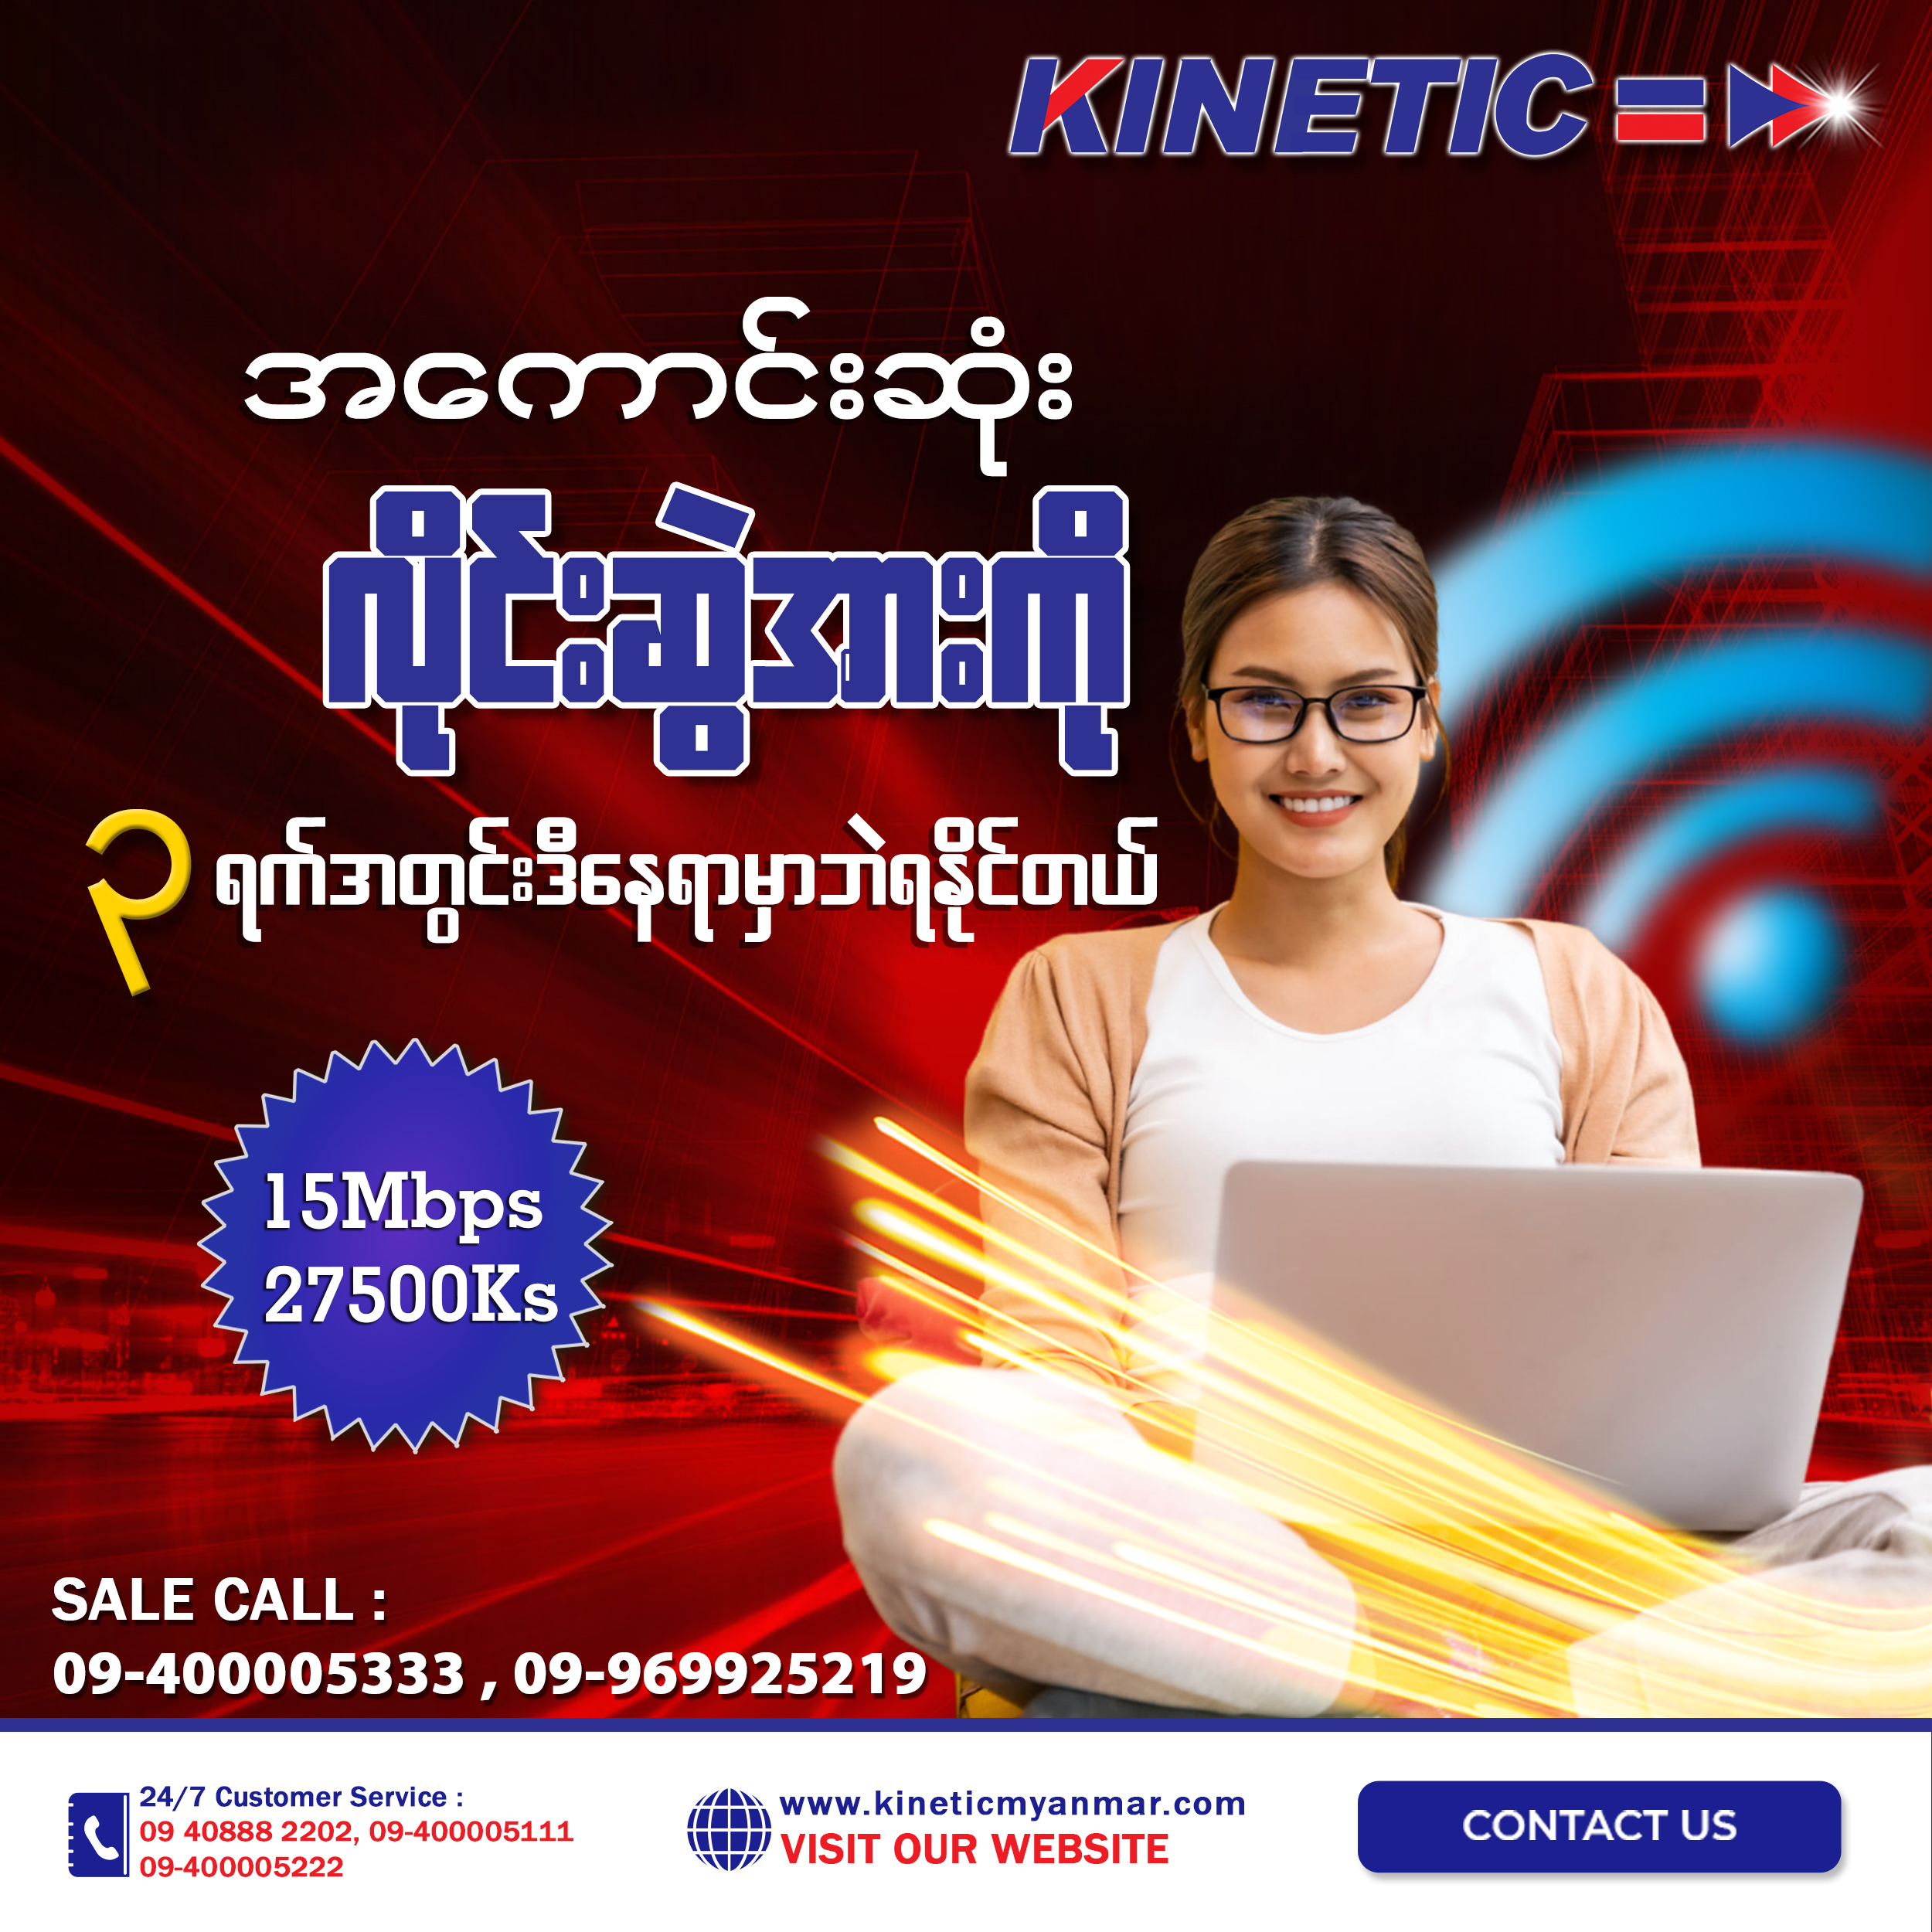 KINETIC
အကောင်းဆုံး
လိုင်းဆွဲအားကို
၃ ရက်အတွင်းဒီနေရာမှာဘဲရနိုင်တယ်
15Mbps
27500Ks
SALE CALL :
09-400005333 , 09-969925219
24/7 Customer Service :
09 40888 2202, 09-400005111
09-400005222
www.kineticmyanmar.com
VISIT OUR WEBSITE
CONTACT US